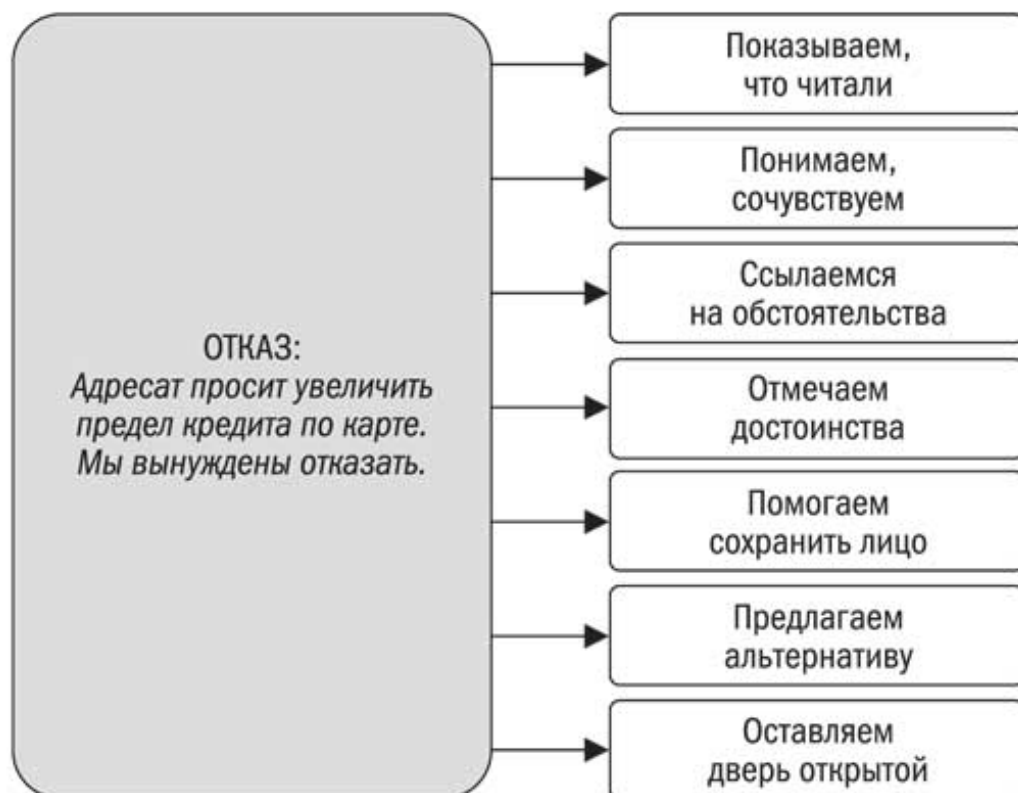 ОТКАЗ:
Адресат просит увеличить
предел кредита по карте.
Мы вынуждены отказать.
Показываем,
что читали
Понимаем,
сочувствуем
Ссылаемся
на обстоятельства
Отмечаем
достоинства
Помогаем
сохранить лицо
Предлагаем
альтернативу
Оставляем
дверь открытой